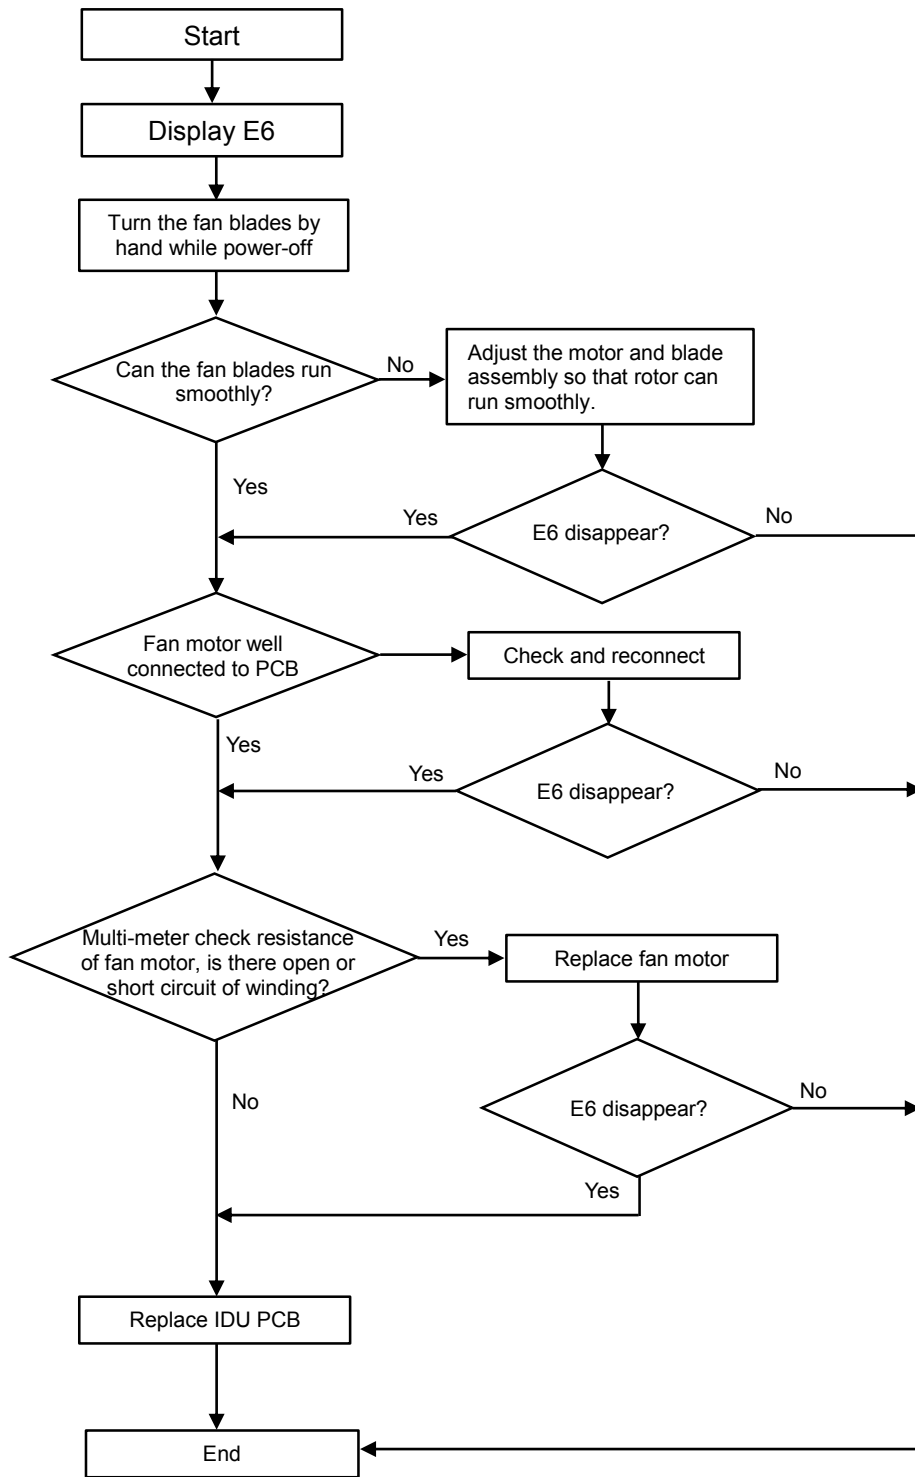 Start
Display E6
Turn the fan blades by
hand while power-off
Can the fan blades run
smoothly?
No
Adjust the motor and blade
assembly so that rotor can
run smoothly.
Yes
Yes
E6 disappear?
No
Fan motor well
connected to PCB
Check and reconnect
Yes
Yes
E6 disappear?
No
Multi-meter check resistance
of fan motor, is there open or
short circuit of winding?
Yes
Replace fan motor
No
E6 disappear?
No
Yes
Replace IDU PCB
End